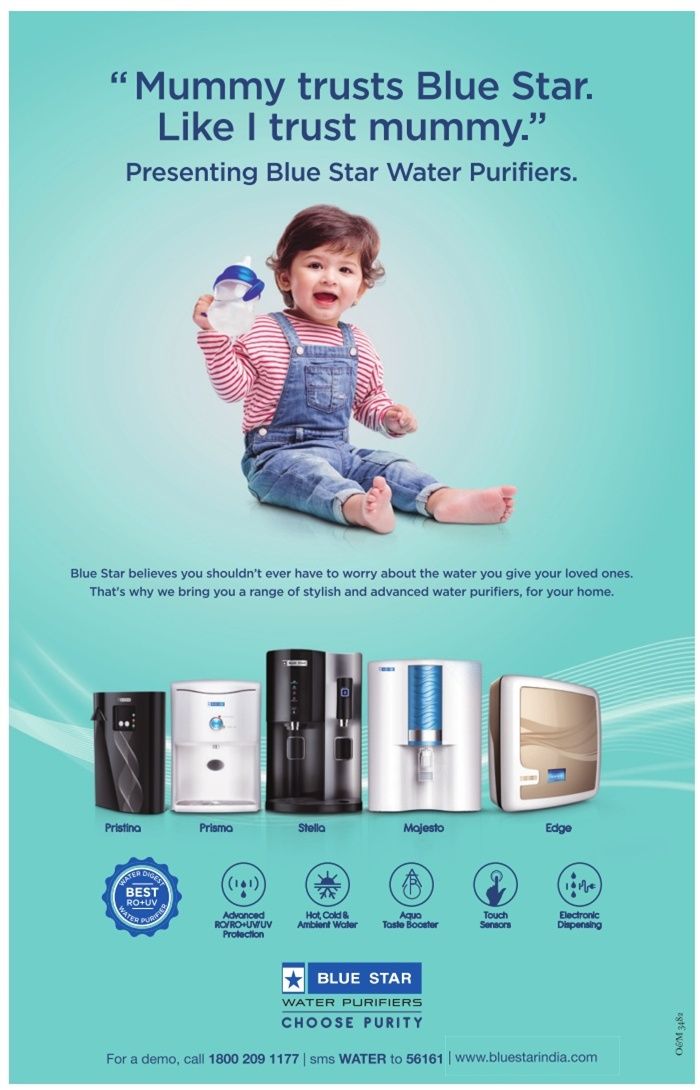 “Mummy trusts Blue Star.
Like I trust mummy.”
Presenting Blue Star Water Purifiers.
Blue Star believes you shouldn't ever have to worry about the water you give your loved ones.
That's why we bring you a range of stylish and advanced water purifiers, for your home.
BLUE STAR
Pristina
Prisma
Stella
Majesto
Edge
WATER DIGEST
BEST
RO+UV
WATER PURIFIER
Advanced
RO/RO+UV/UV
Protection
Hot, Cold &
Ambient Water
Aqua
Taste Booster
Touch
Sensors
Electronic
Dispensing
BLUE STAR
WATER PURIFIERS
CHOOSE PURITY
For a demo, call 1800 209 1177 | sms WATER to 56161 | www.bluestarindia.com
O&M 3482